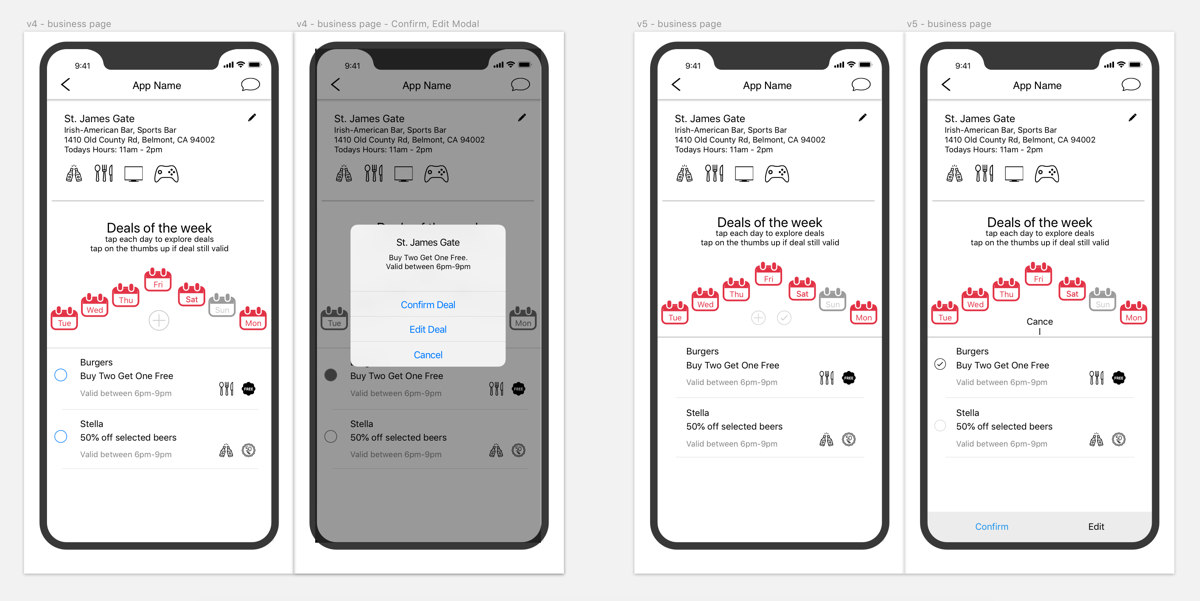 v4 - business page
9:41
App Name
St. James Gate
Irish-American Bar, Sports Bar
1410 Old County Rd, Belmont, CA 94002
Todays Hours: 11am - 2pm
Deals of the week
tap each day to explore deals
tap on the thumbs up if deal still valid
Tue
Wed
Thu
Fri
Sat
Sun
Mon
Burgers
Buy Two Get One Free
Valid between 6pm-9pm
FREE
Stella
50% off selected beers
Valid between 6pm-9pm
v4 - business page - Confirm, Edit Modal
9:41
App Name
St. James Gate
Irish-American Bar, Sports Bar
1410 Old County Rd, Belmont, CA 94002
Todays Hours: 11am - 2pm
Deals of the week
St. James Gate
Buy Two Get One Free.
Valid between 6pm-9pm
Tue
Mon
Confirm Deal
Edit Deal
Cancel
Buy Two Get One Free
Valid between 6pm-9pm
FREE
Stella
50% off selected beers
Valid between 6pm-9pm
v5 - business page
9:41
App Name
St. James Gate
Irish-American Bar, Sports Bar
1410 Old County Rd, Belmont, CA 94002
Todays Hours: 11am - 2pm
Deals of the week
tap each day to explore deals
tap on the thumbs up if deal still valid
Tue
Wed
Thu
Fri
Sat
Sun
Mon
Burgers
Buy Two Get One Free
Valid between 6pm-9pm
FREE
Stella
50% off selected beers
Valid between 6pm-9pm
v5 - business page
9:41
App Name
St. James Gate
Irish-American Bar, Sports Bar
1410 Old County Rd, Belmont, CA 94002
Todays Hours: 11am - 2pm
Deals of the week
tap each day to explore deals
tap on the thumbs up if deal still valid
Tue
Wed
Thu
Fri
Sat
Sun
Mon
Cance
l
Burgers
Buy Two Get One Free
Valid between 6pm-9pm
FREE
Stella
50% off selected beers
Valid between 6pm-9pm
Confirm
Edit